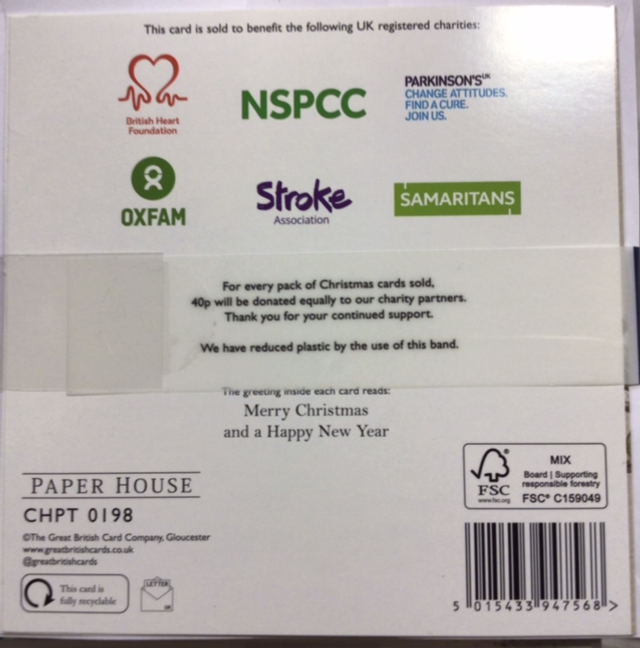 This card is sold to benefit the following UK registered charities:
British Heart
Foundation
NSPCC
PARKINSON'S UK
CHANGE ATTITUDES.
FIND A CURE.
JOIN US.
OXFAM
Stroke
Association
SAMARITANS
For every pack of Christmas cards sold,
40p will be donated equally to our charity partners.
Thank you for your continued support.
We have reduced plastic by the use of this band.
The greeting inside each card reads:
Merry Christmas
and a Happy New Year
PAPER HOUSE
CHPT 0198
©The Great British Card Company, Gloucester
www.greatbritishcards.co.uk
@greatbritishcards
This card is
fully recyclable
LETTER
UK
FSC
www.fsc.org
MIX
Board | Supporting
responsible forestry
FSC® C159049
5 015433 947568 >